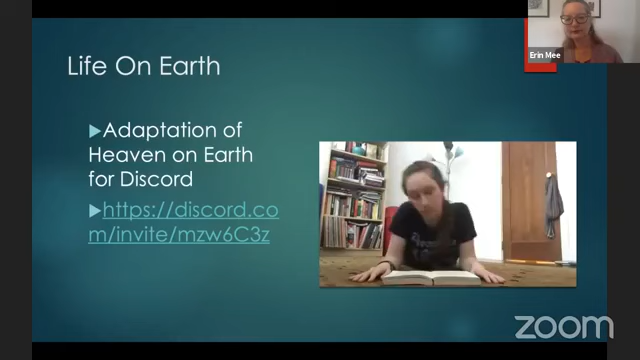 Life On Earth
Erin Mee
Adaptation of
Heaven on Earth
for Discord
https://discord.co
m/invite/mzw6C3z
zoom